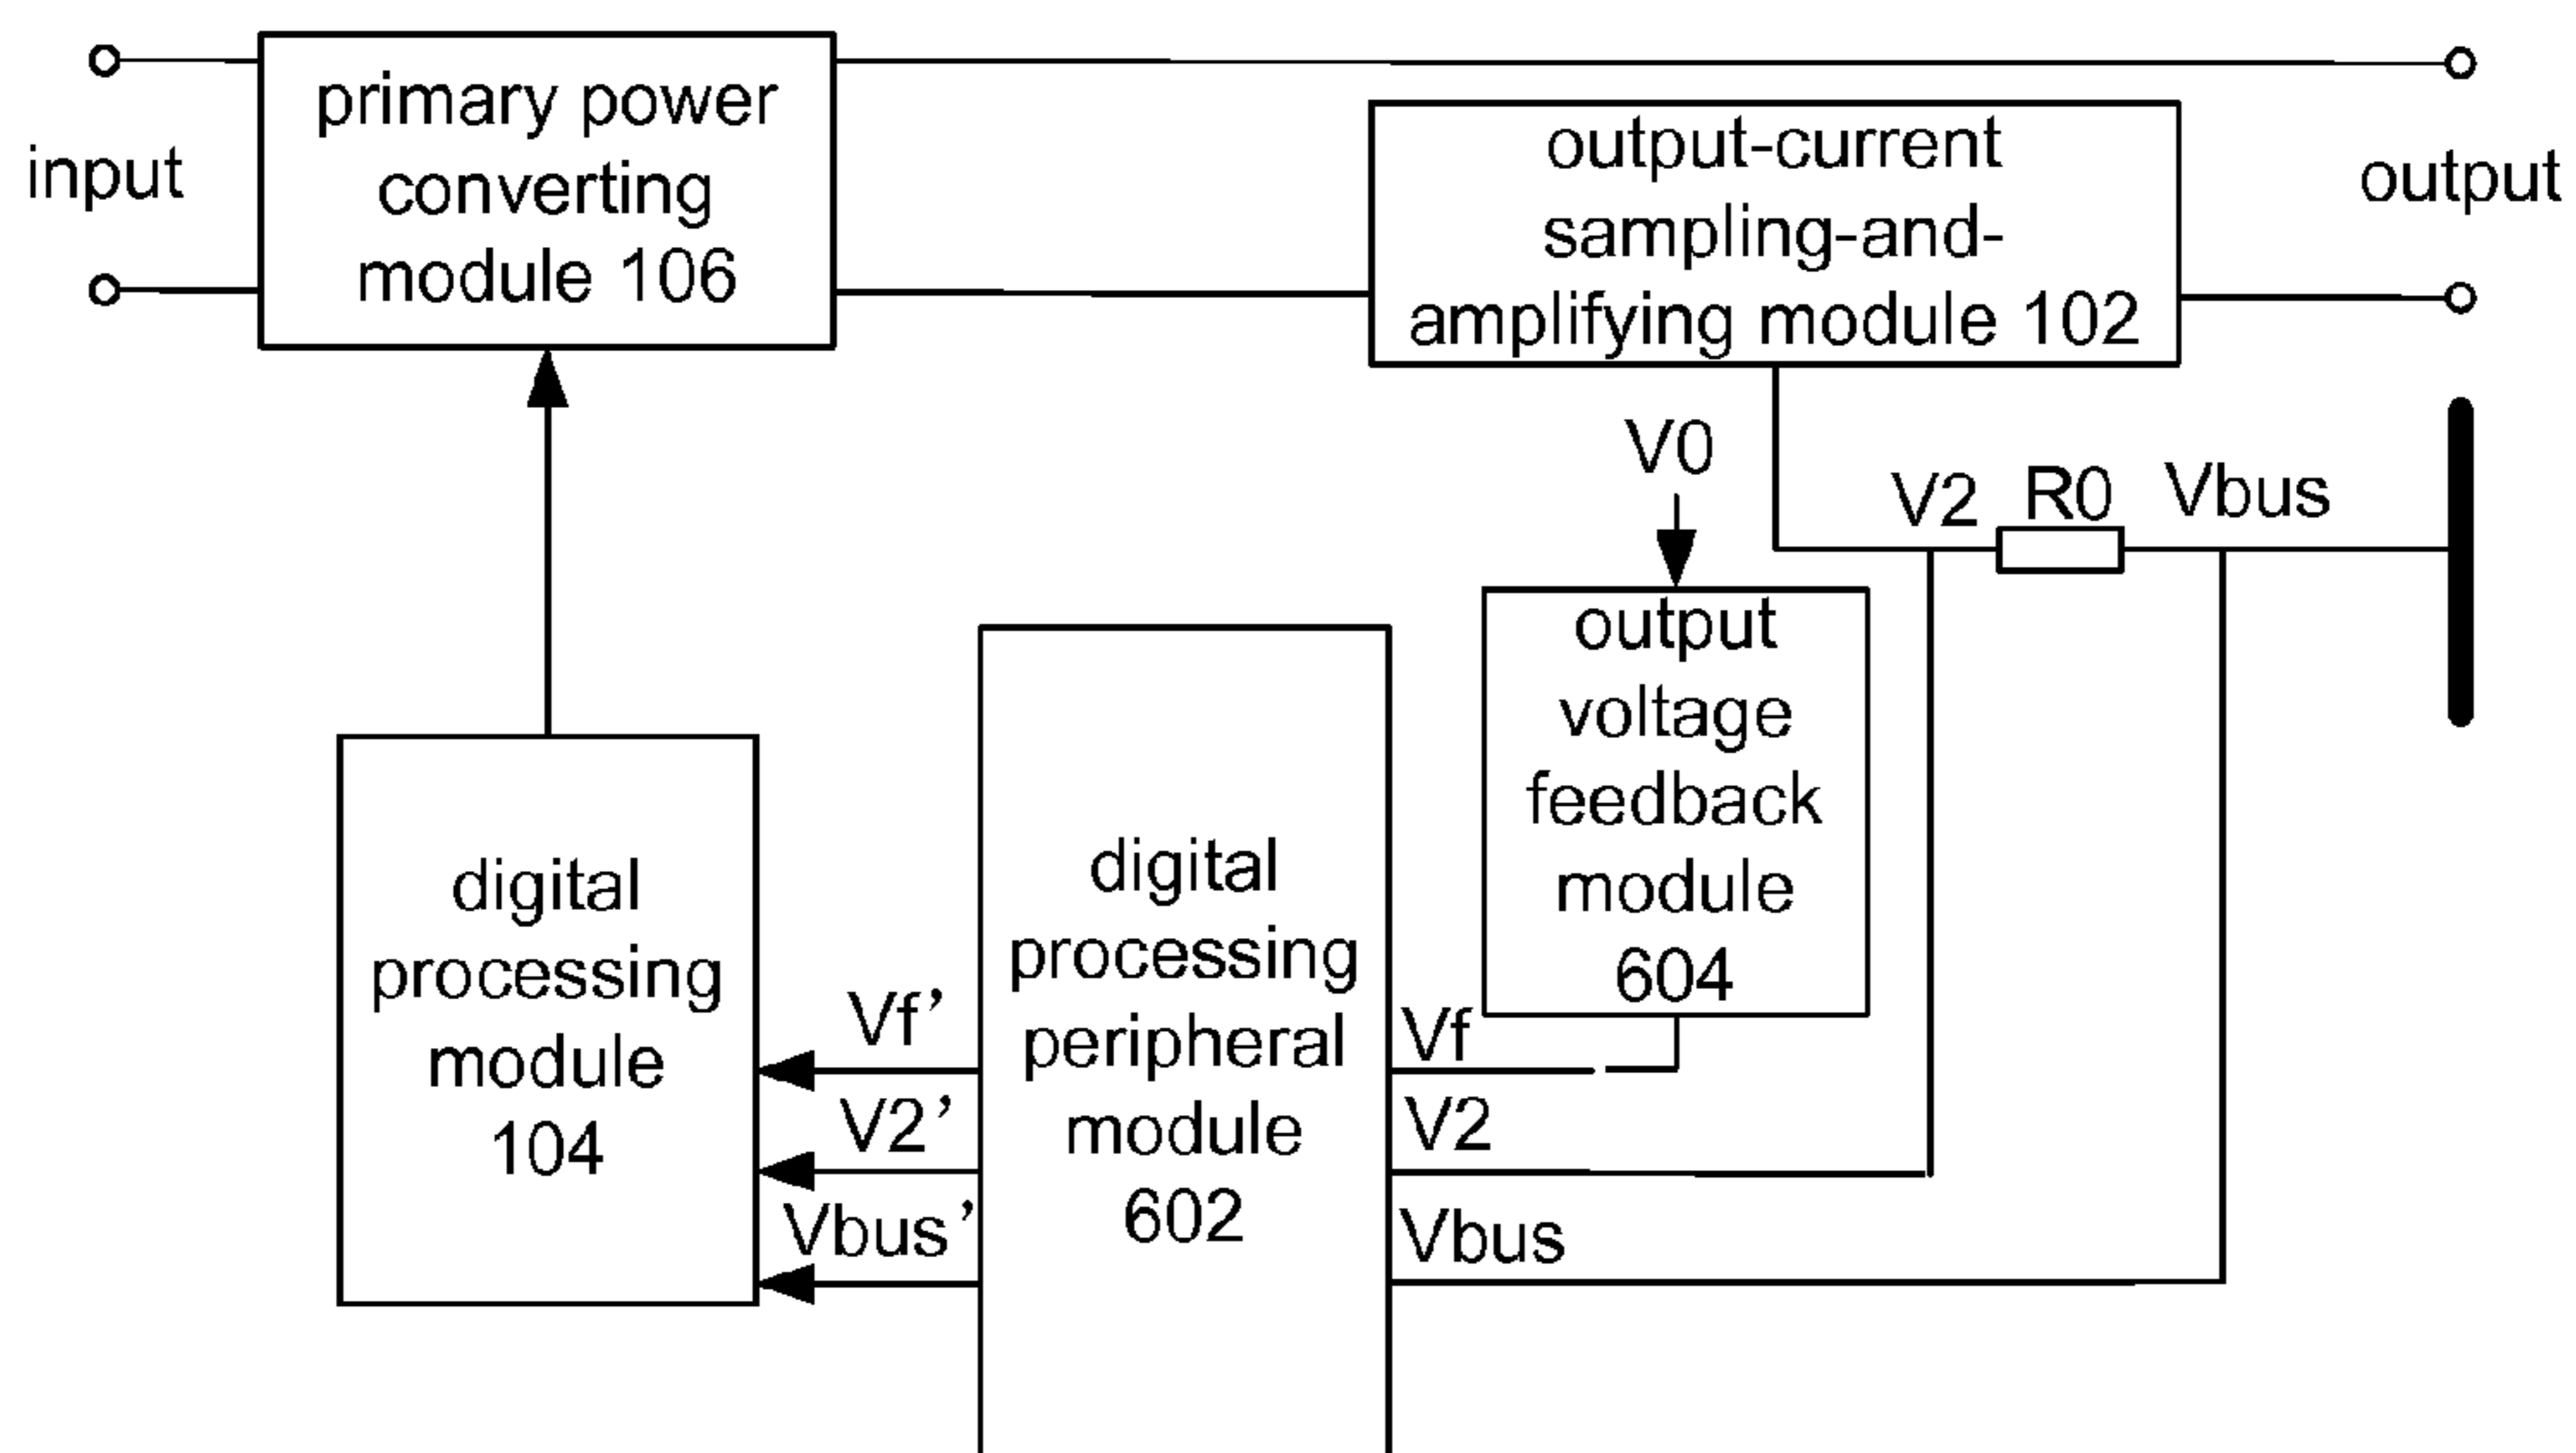 input
primary power
converting
module 106
output-current
sampling-and-
amplifying module 102
output
V0
V2
R0
Vbus
output
voltage
feedback
module
604
digital
processing
module
104
Vf’
V2’
Vbus’
digital
processing
peripheral
module
602
Vf
V2
Vbus